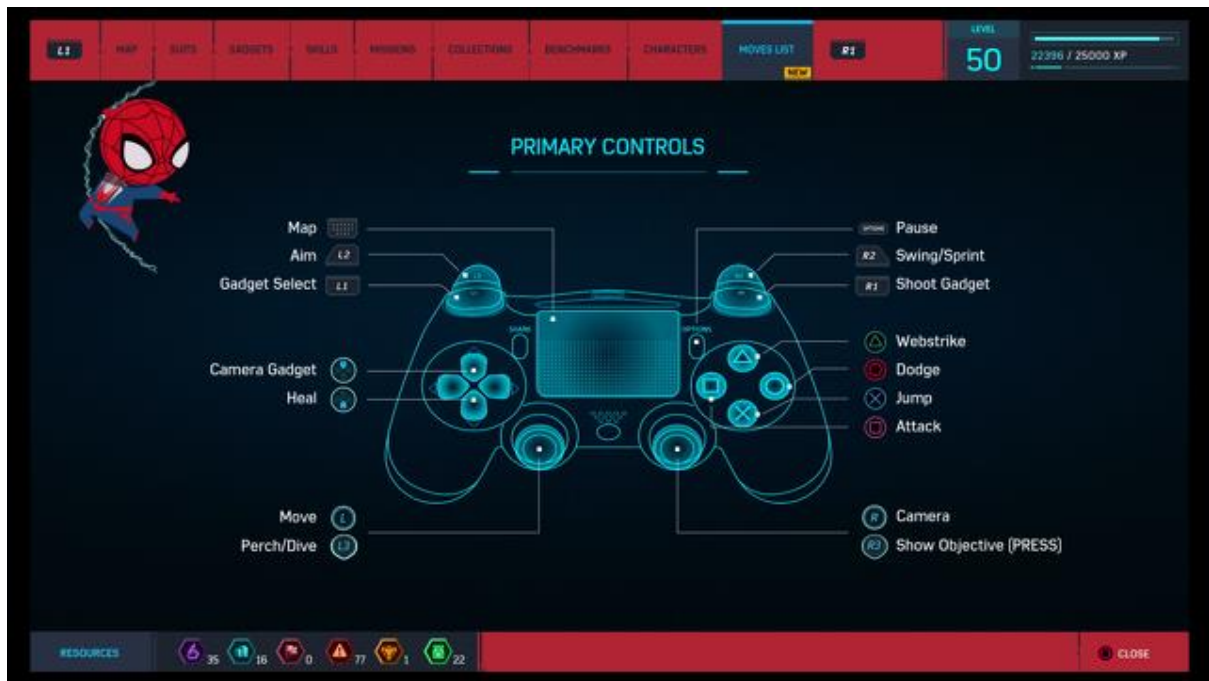 L1 MAP SUITS GADGETS SKILLS MISSIONS COLLECTIONS BENCHMARKS CHARACTERS MOVES LIST R1
NEW
LEVEL
50
22396 / 25000 XP
PRIMARY CONTROLS
Map
Aim L2
Gadget Select L1
Camera Gadget
Heal
Move L
Perch/Dive L3
SHARE
OPTIONS
OPTIONS Pause
R2 Swing/Sprint
R1 Shoot Gadget
Webstrike
Dodge
Jump
Attack
R Camera
R3 Show Objective (PRESS)
RESOURCES 35 16 0 77 1 22 CLOSE